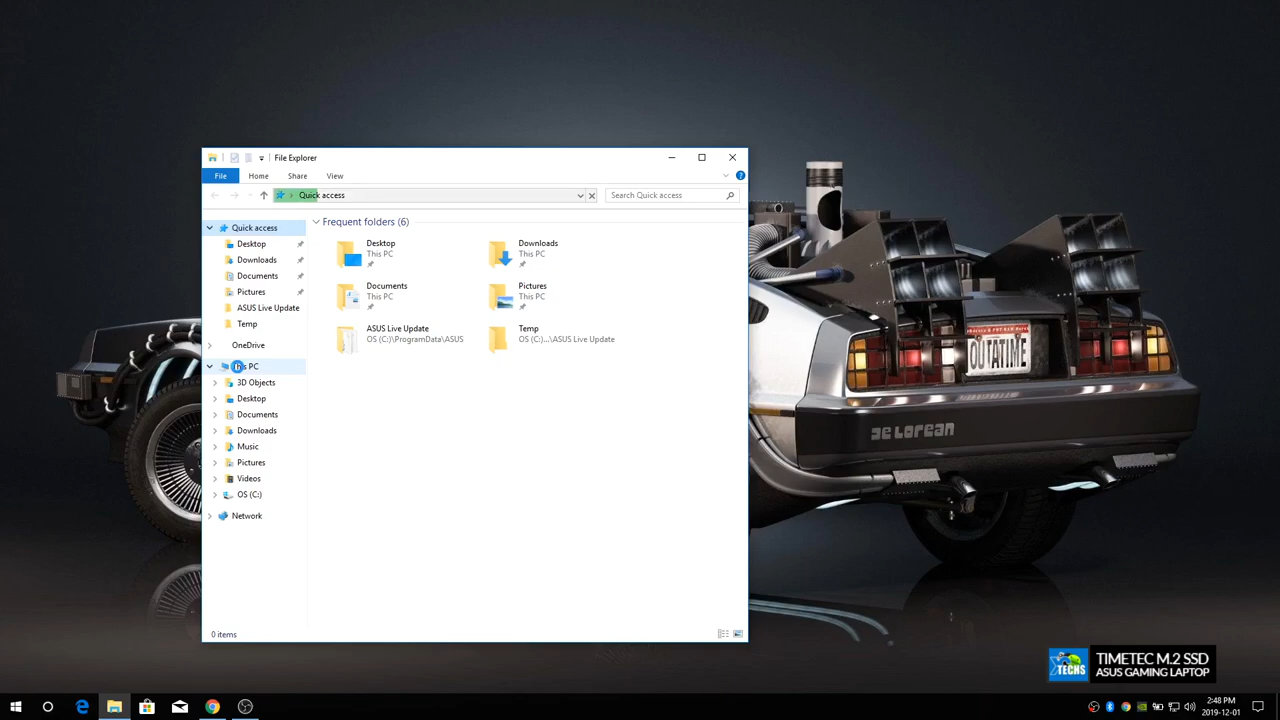 File Explorer
File Home Share View
Quick access
Search Quick access
Quick access
Desktop
Downloads
Documents
Pictures
ASUS Live Update
Temp
OneDrive
This PC
3D Objects
Desktop
Documents
Downloads
Music
Pictures
Videos
OS (C:)
Network
Frequent folders (6)
Desktop
This PC
Downloads
This PC
Documents
This PC
Pictures
This PC
ASUS Live Update
OS (C:)\ProgramData\ASUS
Temp
OS (C:)...\ASUS Live Update
0 items
OUTATIME
DE LOREAN
TECHS
TIMETEC M.2 SSD
ASUS GAMING LAPTOP
2:48 PM
2019-12-01